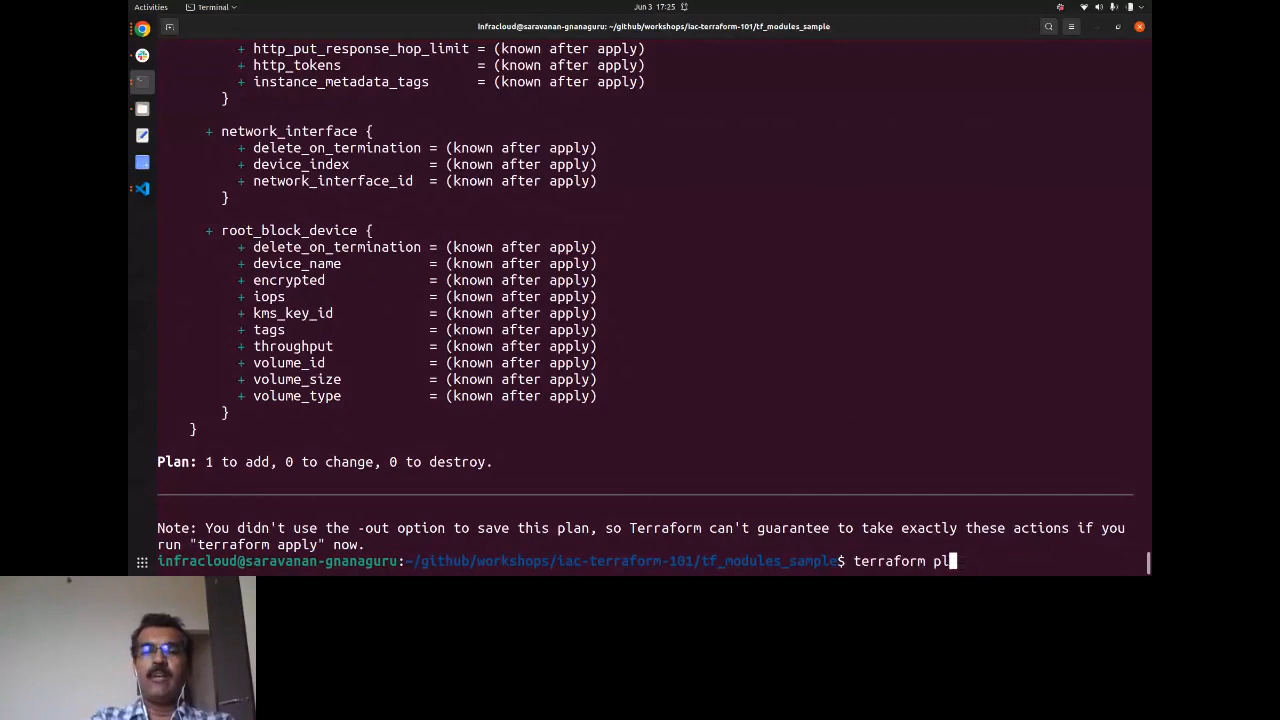 Activities
Terminal
Jun 3 17:25
infracloud@saravanan-gnanaguru: ~/github/workshops/iac-terraform-101/tf_modules_sample
+ http_put_response_hop_limit = (known after apply)
+ http_tokens = (known after apply)
+ instance_metadata_tags = (known after apply)
}
+ network_interface {
+ delete_on_termination = (known after apply)
+ device_index = (known after apply)
+ network_interface_id = (known after apply)
}
+ root_block_device {
+ delete_on_termination = (known after apply)
+ device_name = (known after apply)
+ encrypted = (known after apply)
+ iops = (known after apply)
+ kms_key_id = (known after apply)
+ tags = (known after apply)
+ throughput = (known after apply)
+ volume_id = (known after apply)
+ volume_size = (known after apply)
+ volume_type = (known after apply)
}
}
Plan: 1 to add, 0 to change, 0 to destroy.
Note: You didn't use the -out option to save this plan, so Terraform can't guarantee to take exactly these actions if you
run "terraform apply" now.
infracloud@saravanan-gnanaguru:~/github/workshops/iac-terraform-101/tf_modules_sample$ terraform pl